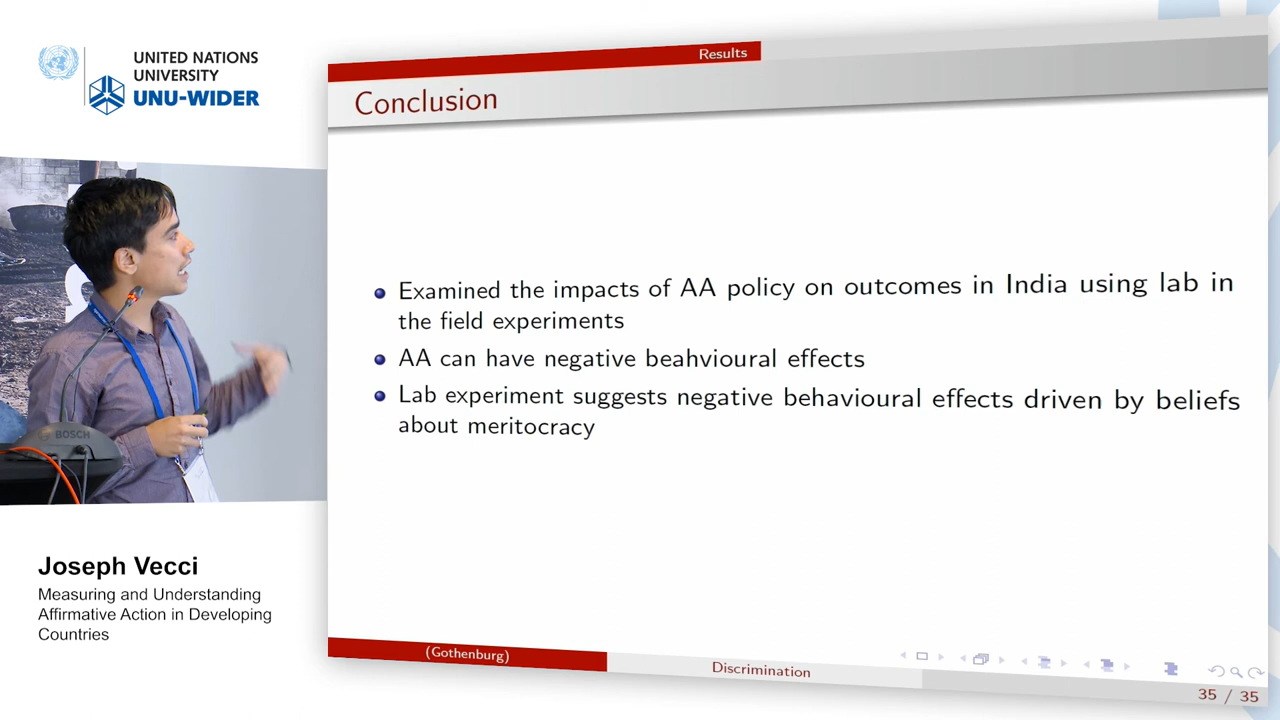 UNITED NATIONS
UNIVERSITY
UNU-WIDER
Results
Conclusion
Examined the impacts of AA policy on outcomes in India using lab in
the field experiments
AA can have negative beahvioural effects
Lab experiment suggests negative behavioural effects driven by beliefs
about meritocracy
BOSCH
Joseph Vecci
Measuring and Understanding
Affirmative Action in Developing
Countries
(Gothenburg)
Discrimination
35 / 35